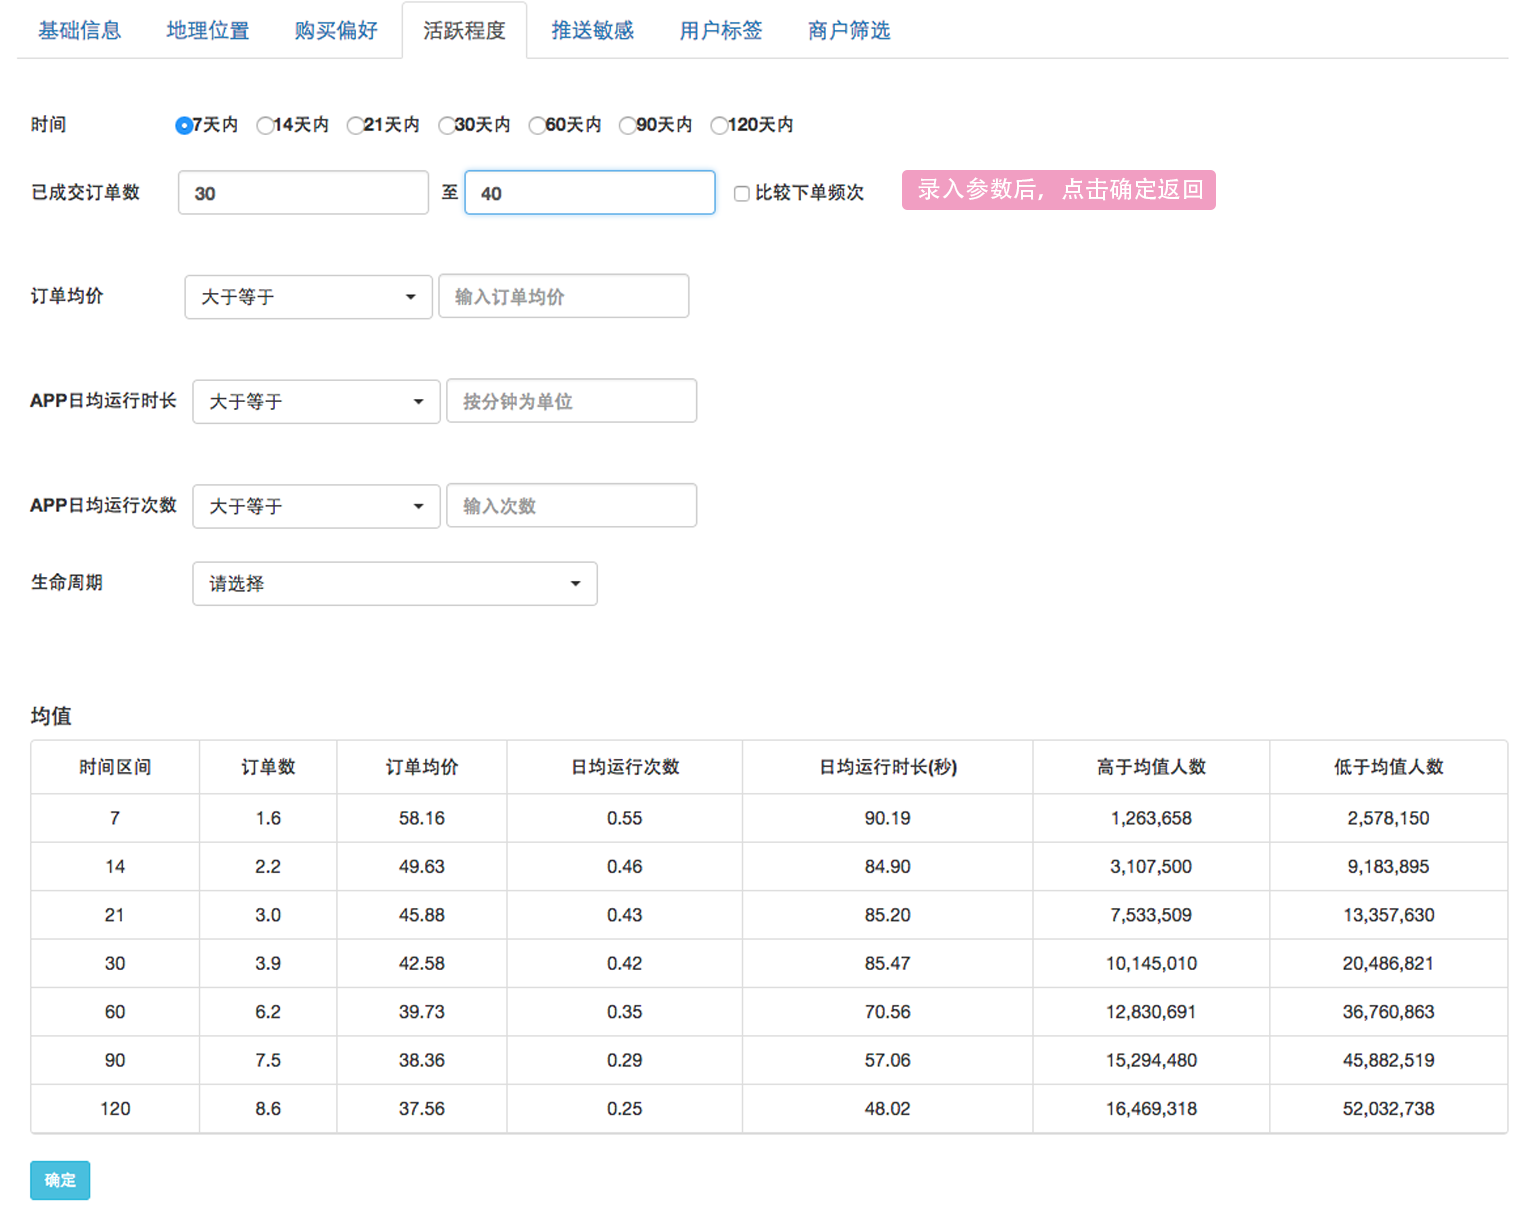 基础信息 地理位置 购买偏好 活跃程度 推送敏感 用户标签 商户筛选
时间 7天内 14天内 21天内 30天内 60天内 90天内 120天内
已成交订单数 30 至 40 比较下单频次 录入参数后，点击确定返回
订单均价 大于等于 输入订单均价
APP日均运行时长 大于等于 按分钟为单位
APP日均运行次数 大于等于 输入次数
生命周期 请选择
均值
时间区间 订单数 订单均价 日均运行次数 日均运行时长(秒) 高于均值人数 低于均值人数
7 1.6 58.16 0.55 90.19 1,263,658 2,578,150
14 2.2 49.63 0.46 84.90 3,107,500 9,183,895
21 3.0 45.88 0.43 85.20 7,533,509 13,357,630
30 3.9 42.58 0.42 85.47 10,145,010 20,486,821
60 6.2 39.73 0.35 70.56 12,830,691 36,760,863
90 7.5 38.36 0.29 57.06 15,294,480 45,882,519
120 8.6 37.56 0.25 48.02 16,469,318 52,032,738
确定